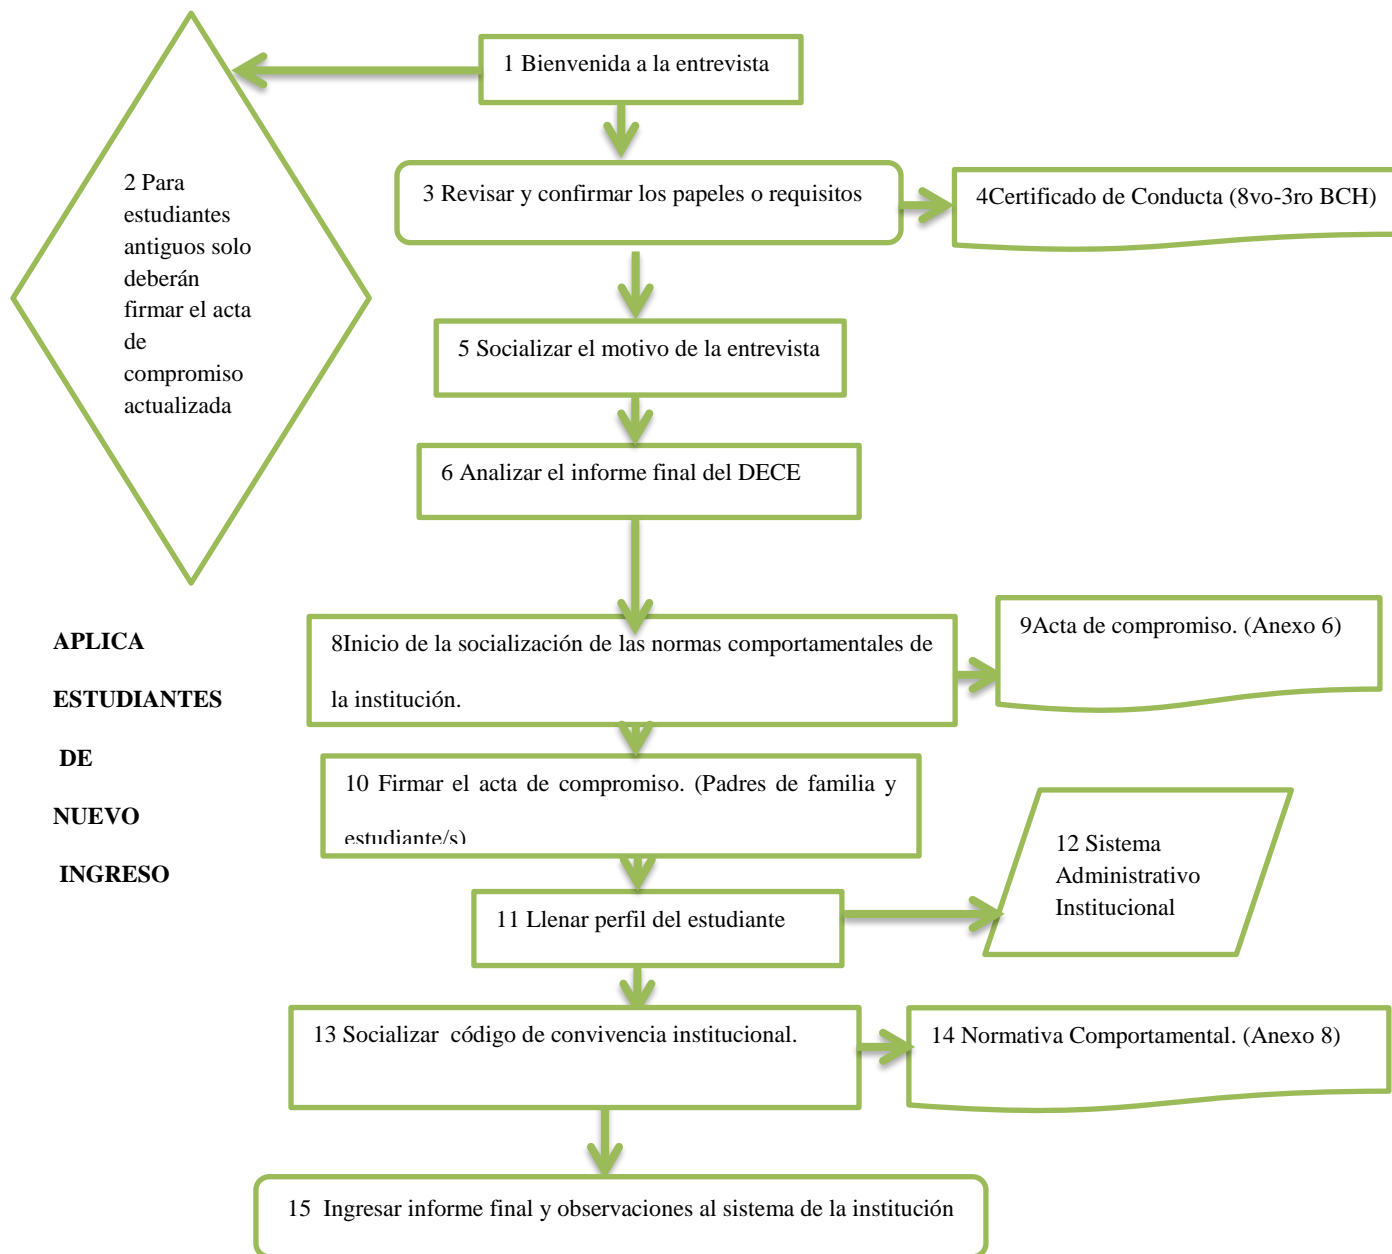 1 Bienvenida a la entrevista
2 Para
estudiantes
antiguos solo
deberán
firmar el acta
de
compromiso
actualizada
3 Revisar y confirmar los papeles o requisitos
4Certificado de Conducta (8vo-3ro BCH)
5 Socializar el motivo de la entrevista
6 Analizar el informe final del DECE
APLICA
ESTUDIANTES
DE
NUEVO
INGRESO
8Inicio de la socialización de las normas comportamentales de
la institución.
9Acta de compromiso. (Anexo 6)
10 Firmar el acta de compromiso. (Padres de familia y
estudiante/s)
11 Llenar perfil del estudiante
12 Sistema
Administrativo
Institucional
13 Socializar código de convivencia institucional.
14 Normativa Comportamental. (Anexo 8)
15 Ingresar informe final y observaciones al sistema de la institución